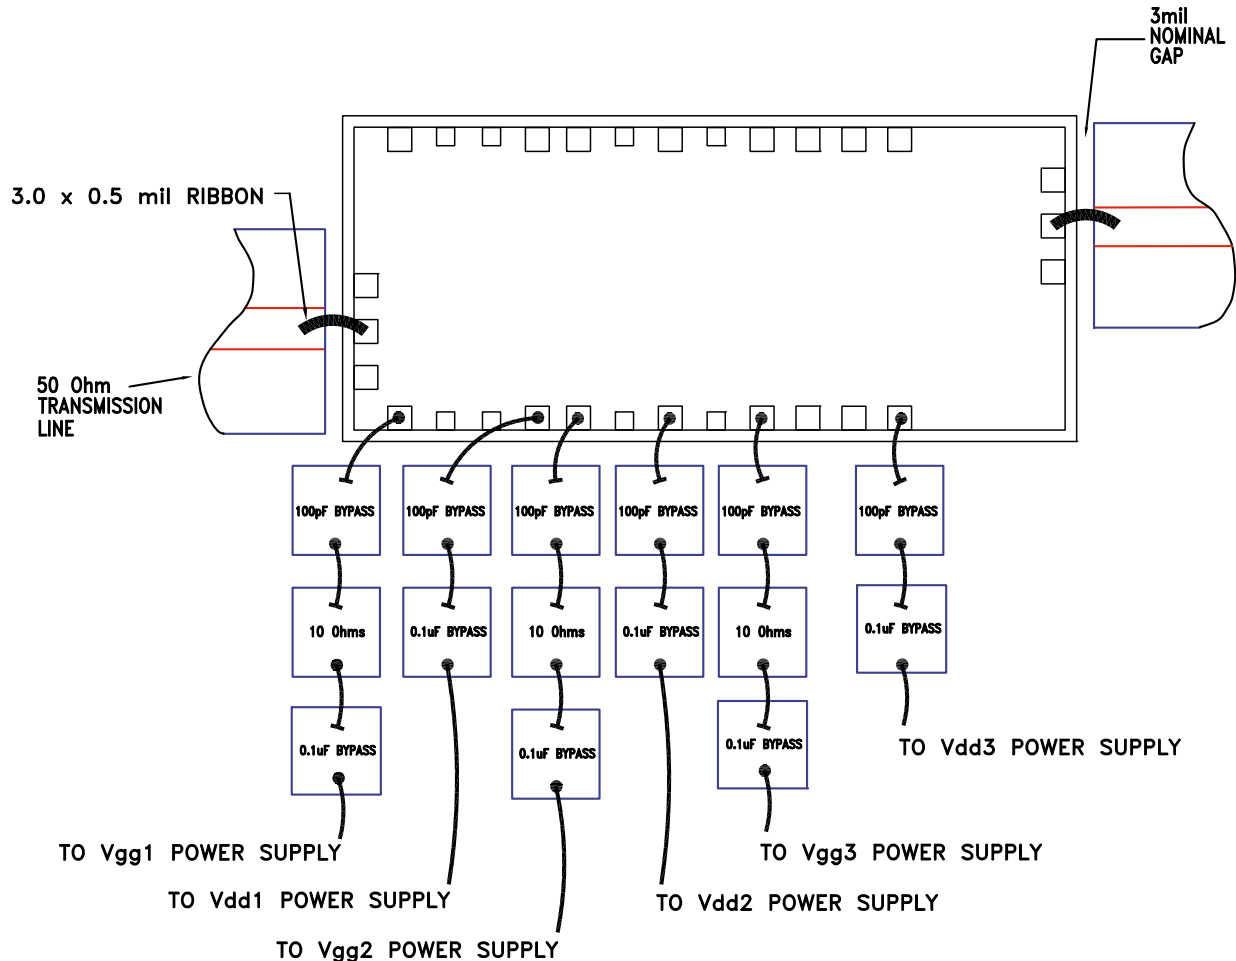 3mil
NOMINAL
GAP
3.0 x 0.5 mil RIBBON
50 Ohm
TRANSMISSION
LINE
100pF BYPASS
100pF BYPASS
100pF BYPASS
100pF BYPASS
100pF BYPASS
100pF BYPASS
10 Ohms
0.1uF BYPASS
10 Ohms
0.1uF BYPASS
10 Ohms
0.1uF BYPASS
0.1uF BYPASS
0.1uF BYPASS
0.1uF BYPASS
TO Vdd3 POWER SUPPLY
TO Vgg1 POWER SUPPLY
TO Vgg3 POWER SUPPLY
TO Vdd1 POWER SUPPLY
TO Vdd2 POWER SUPPLY
TO Vgg2 POWER SUPPLY